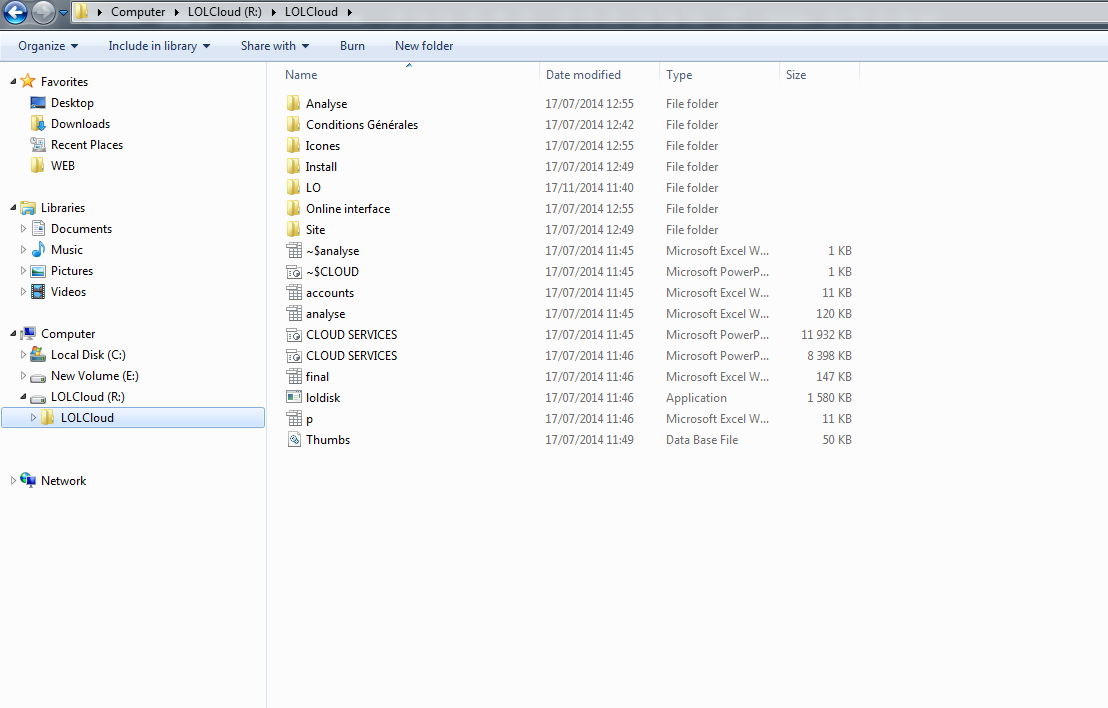 Computer LOLCloud (R:) LOLCloud
Organize Include in library Share with Burn New folder
Favorites
Desktop
Downloads
Recent Places
WEB
Libraries
Documents
Music
Pictures
Videos
Computer
Local Disk (C:)
New Volume (E:)
LOLCloud (R:)
LOLCloud
Network
Name Date modified Type Size
Analyse 17/07/2014 12:55 File folder
Conditions Générales 17/07/2014 12:42 File folder
Icones 17/07/2014 12:55 File folder
Install 17/07/2014 12:49 File folder
LO 17/11/2014 11:40 File folder
Online interface 17/07/2014 12:55 File folder
Site 17/07/2014 12:49 File folder
~$analyse 17/07/2014 11:45 Microsoft Excel W... 1 KB
~$CLOUD 17/07/2014 11:45 Microsoft PowerP... 1 KB
accounts 17/07/2014 11:45 Microsoft Excel W... 11 KB
analyse 17/07/2014 11:45 Microsoft Excel W... 120 KB
CLOUD SERVICES 17/07/2014 11:45 Microsoft PowerP... 11 932 KB
CLOUD SERVICES 17/07/2014 11:46 Microsoft PowerP... 8 398 KB
final 17/07/2014 11:46 Microsoft Excel W... 147 KB
loldisk 17/07/2014 11:46 Application 1 580 KB
p 17/07/2014 11:46 Microsoft Excel W... 11 KB
Thumbs 17/07/2014 11:49 Data Base File 50 KB